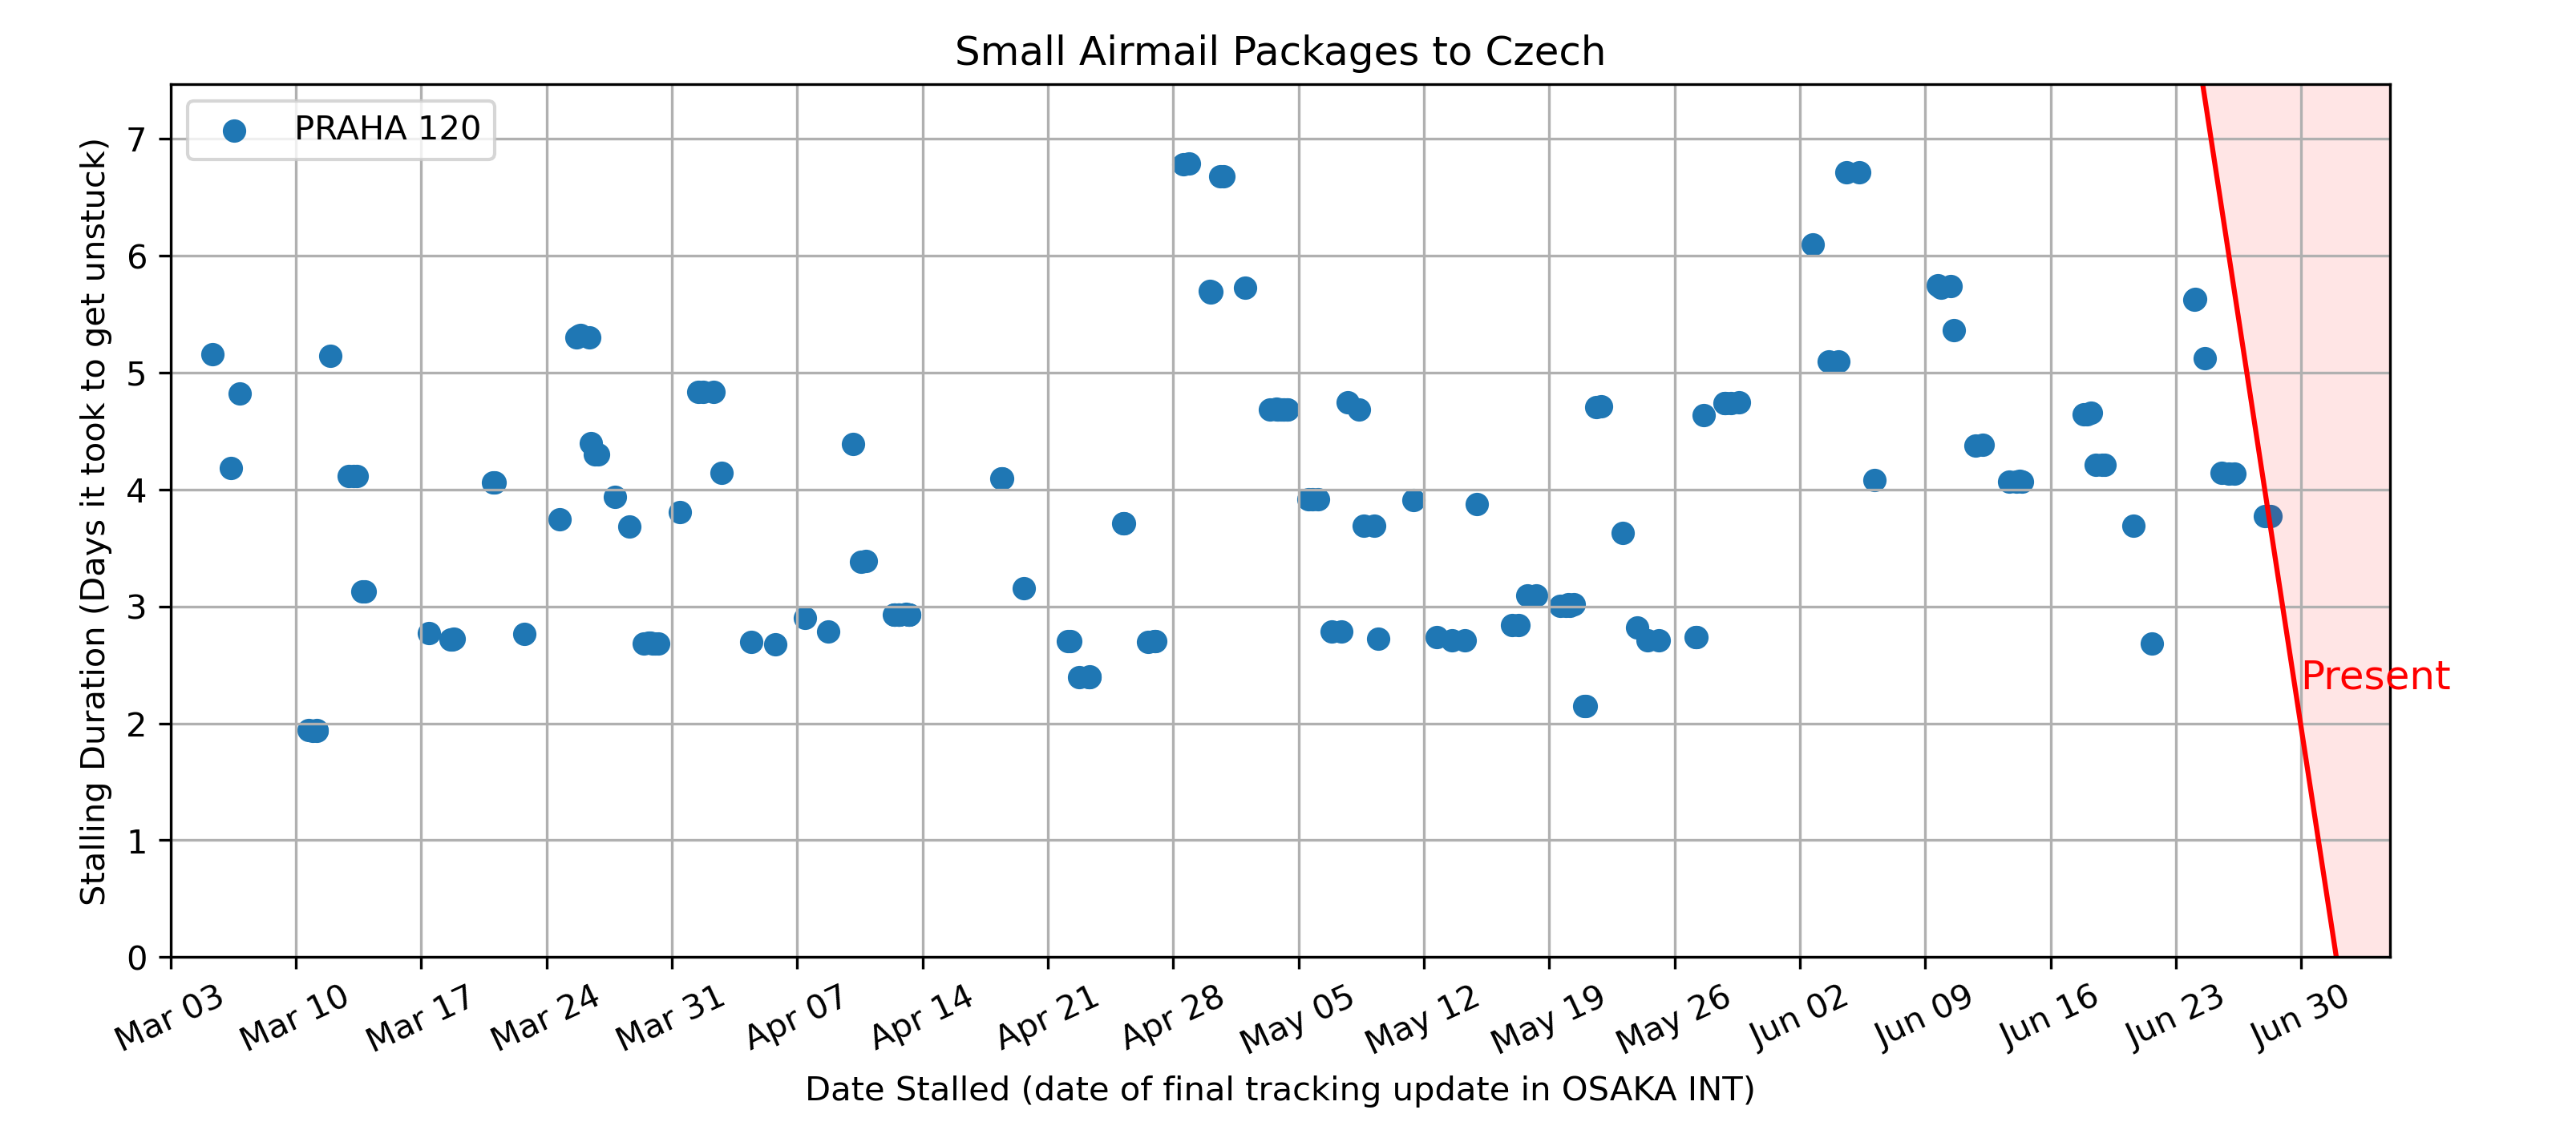 Small Airmail Packages to Czech
PRAHA 120
Stalling Duration (Days it took to get unstuck)
7
6
5
4
3
2
1
0
Present
Mar 03
Mar 10
Mar 17
Mar 24
Mar 31
Apr 07
Apr 14
Apr 21
Apr 28
May 05
May 12
May 19
May 26
Jun 02
Jun 09
Jun 16
Jun 23
Jun 30
Date Stalled (date of final tracking update in OSAKA INT)